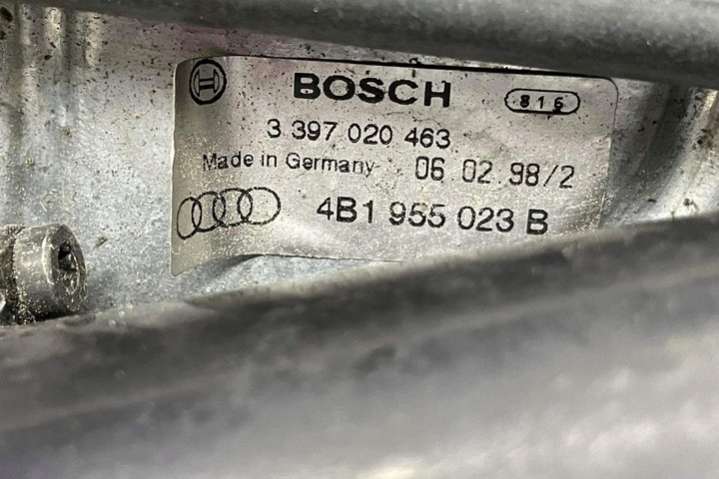 BOSCH 816
3 397 020 463
Made in Germany 06 02.98/2
4B1 955 023 B